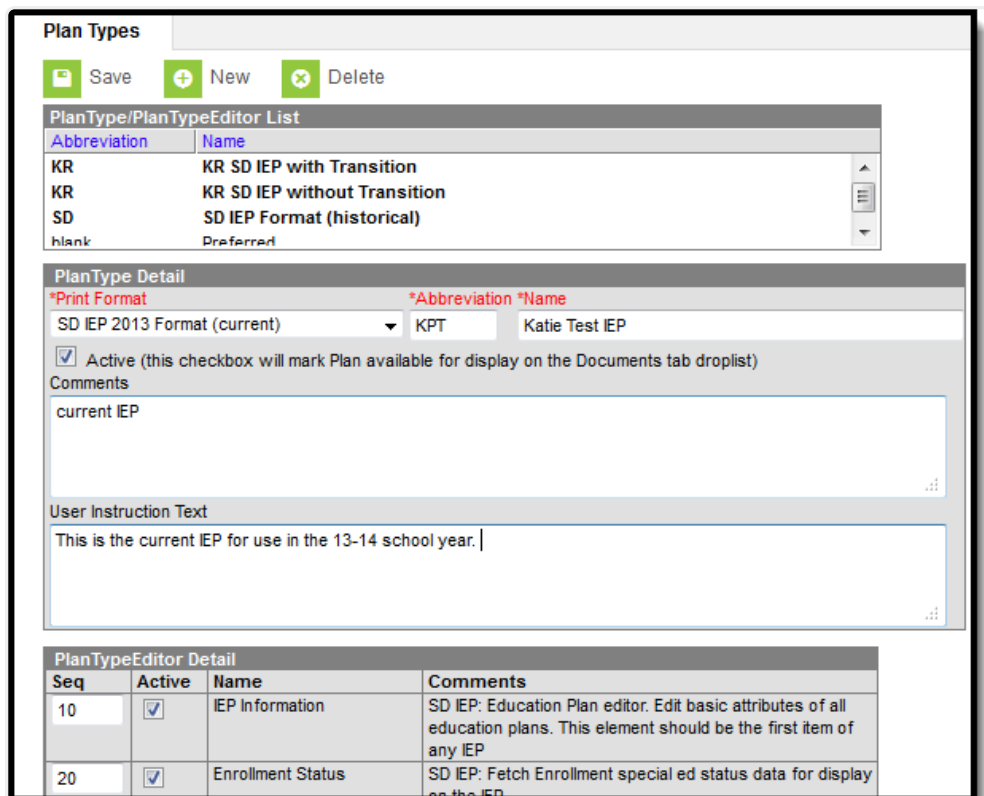 Plan Types
Save New Delete
PlanType/PlanTypeEditor List
Abbreviation Name
KR KR SD IEP with Transition
KR KR SD IEP without Transition
SD SD IEP Format (historical)
blank Preferred
PlanType Detail
*Print Format *Abbreviation *Name
SD IEP 2013 Format (current) KPT Katie Test IEP
Active (this checkbox will mark Plan available for display on the Documents tab droplist)
Comments
current IEP
User Instruction Text
This is the current IEP for use in the 13-14 school year.
PlanTypeEditor Detail
Seq Active Name Comments
10 IEP Information SD IEP: Education Plan editor. Edit basic attributes of all
education plans. This element should be the first item of
any IEP
20 Enrollment Status SD IEP: Fetch Enrollment special ed status data for display
on the IEP